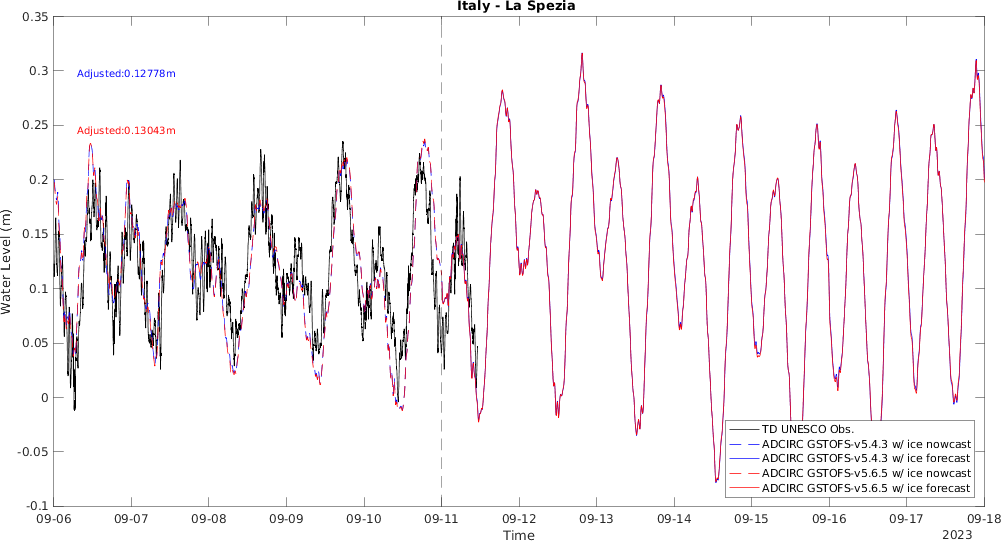 Italy - La Spezia
0.35
0.3
0.25
0.2
0.15
0.1
0.05
0
-0.05
-0.1
Water Level (m)
Adjusted:0.12778m
Adjusted:0.13043m
TD UNESCO Obs.
ADCIRC GSTOFS-v5.4.3 w/ ice nowcast
ADCIRC GSTOFS-v5.4.3 w/ ice forecast
ADCIRC GSTOFS-v5.6.5 w/ ice nowcast
ADCIRC GSTOFS-v5.6.5 w/ ice forecast
09-06 09-07 09-08 09-09 09-10 09-11 09-12 09-13 09-14 09-15 09-16 09-17 09-18
Time
2023